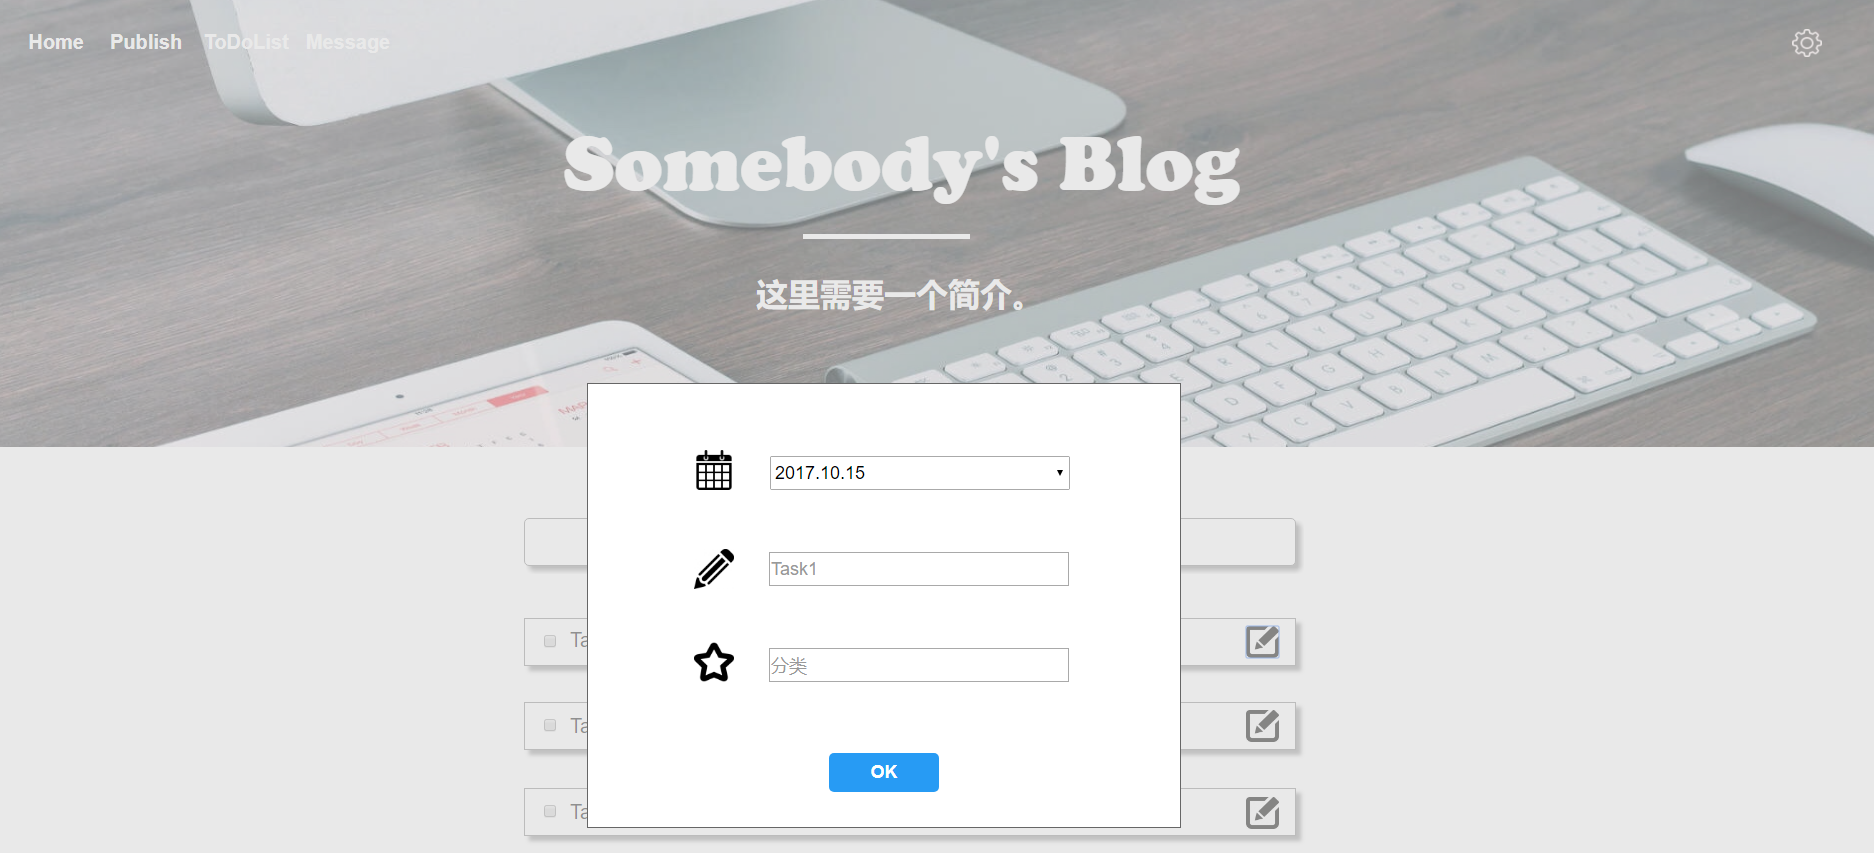 Home Publish ToDoList Message
Somebody's Blog
这里需要一个简介。
2017.10.15
Task1
Ta
分类
Ta
OK
Ta